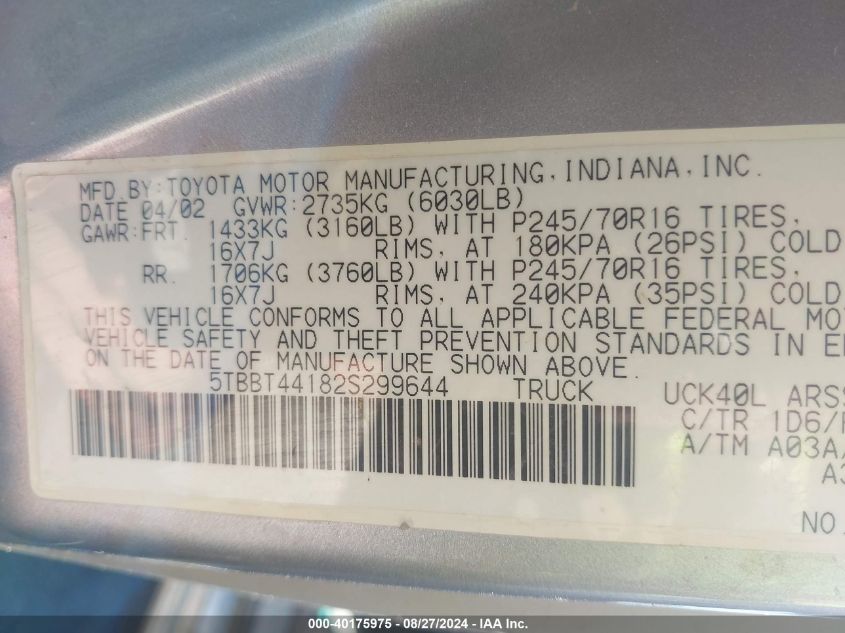 MFD.BY:TOYOTA MOTOR MANUFACTURING,INDIANA,INC.
DATE 04/02 GVWR:2735KG (6030LB)
GAWR:FRT. 1433KG (3160LB) WITH P245/70R16 TIRES,
16X7J RIMS, AT 180KPA (26PSI) COLD
RR. 1706KG (3760LB) WITH P245/70R16 TIRES,
16X7J RIMS, AT 240KPA (35PSI) COLD
THIS VEHICLE CONFORMS TO ALL APPLICABLE FEDERAL MO
VEHICLE SAFETY AND THEFT PREVENTION STANDARDS IN E
ON THE DATE OF MANUFACTURE SHOWN ABOVE.
5TBBT44182S299644 TRUCK UCK40L ARS
C/TR 1D6/
A/TM A03A/
A3
NO.
000-40175975 - 08/27/2024 - IAA Inc.